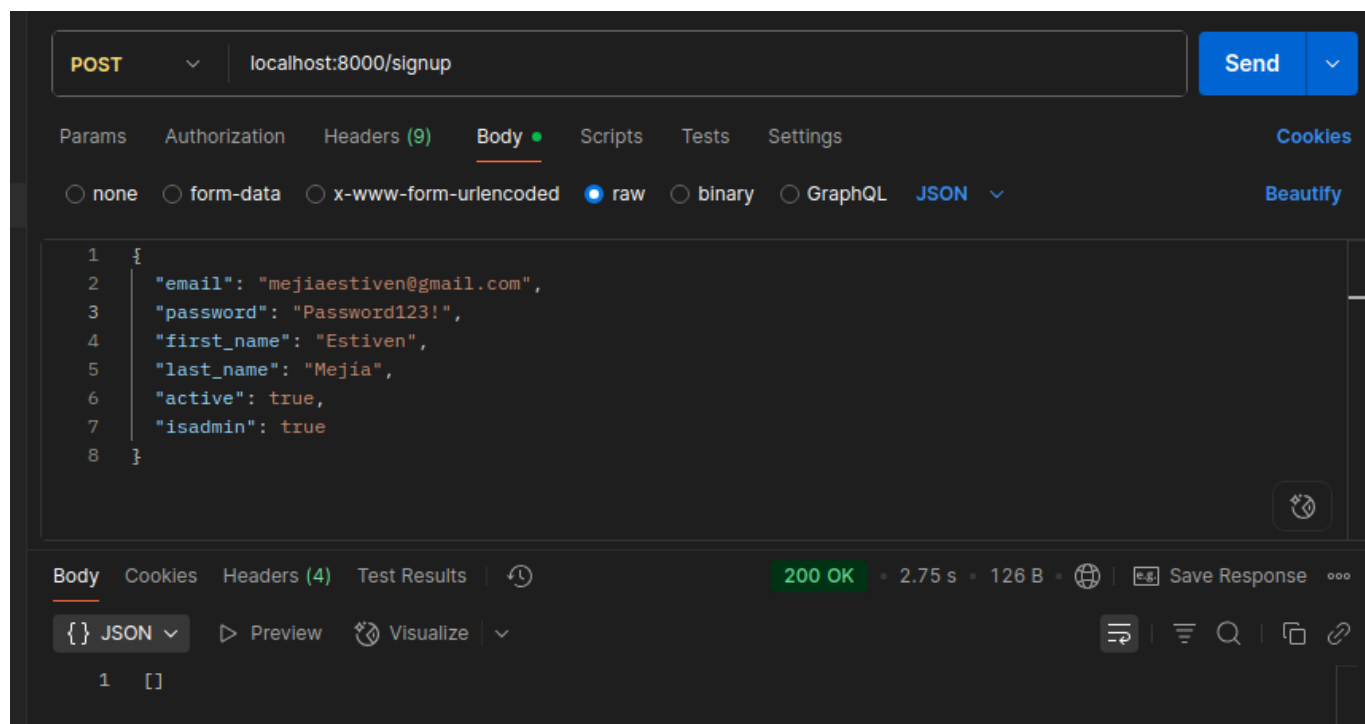 POST localhost:8000/signup Send
Params Authorization Headers (9) Body Scripts Tests Settings Cookies
none form-data x-www-form-urlencoded raw binary GraphQL JSON Beautify
1 {
2 "email": "mejiaestiven@gmail.com",
3 "password": "Password123!",
4 "first_name": "Estiven",
5 "last_name": "Mejía",
6 "active": true,
7 "isadmin": true
8 }
Body Cookies Headers (4) Test Results 200 OK • 2.75 s • 126 B • e.g. Save Response
{} JSON Preview Visualize
1 []